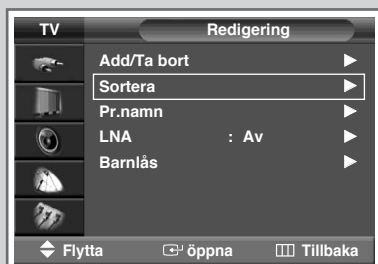 TV Redigering
Add/Ta bort
Sortera
Pr.namn
LNA : Av
Barnlås
Flytta öppna Tillbaka